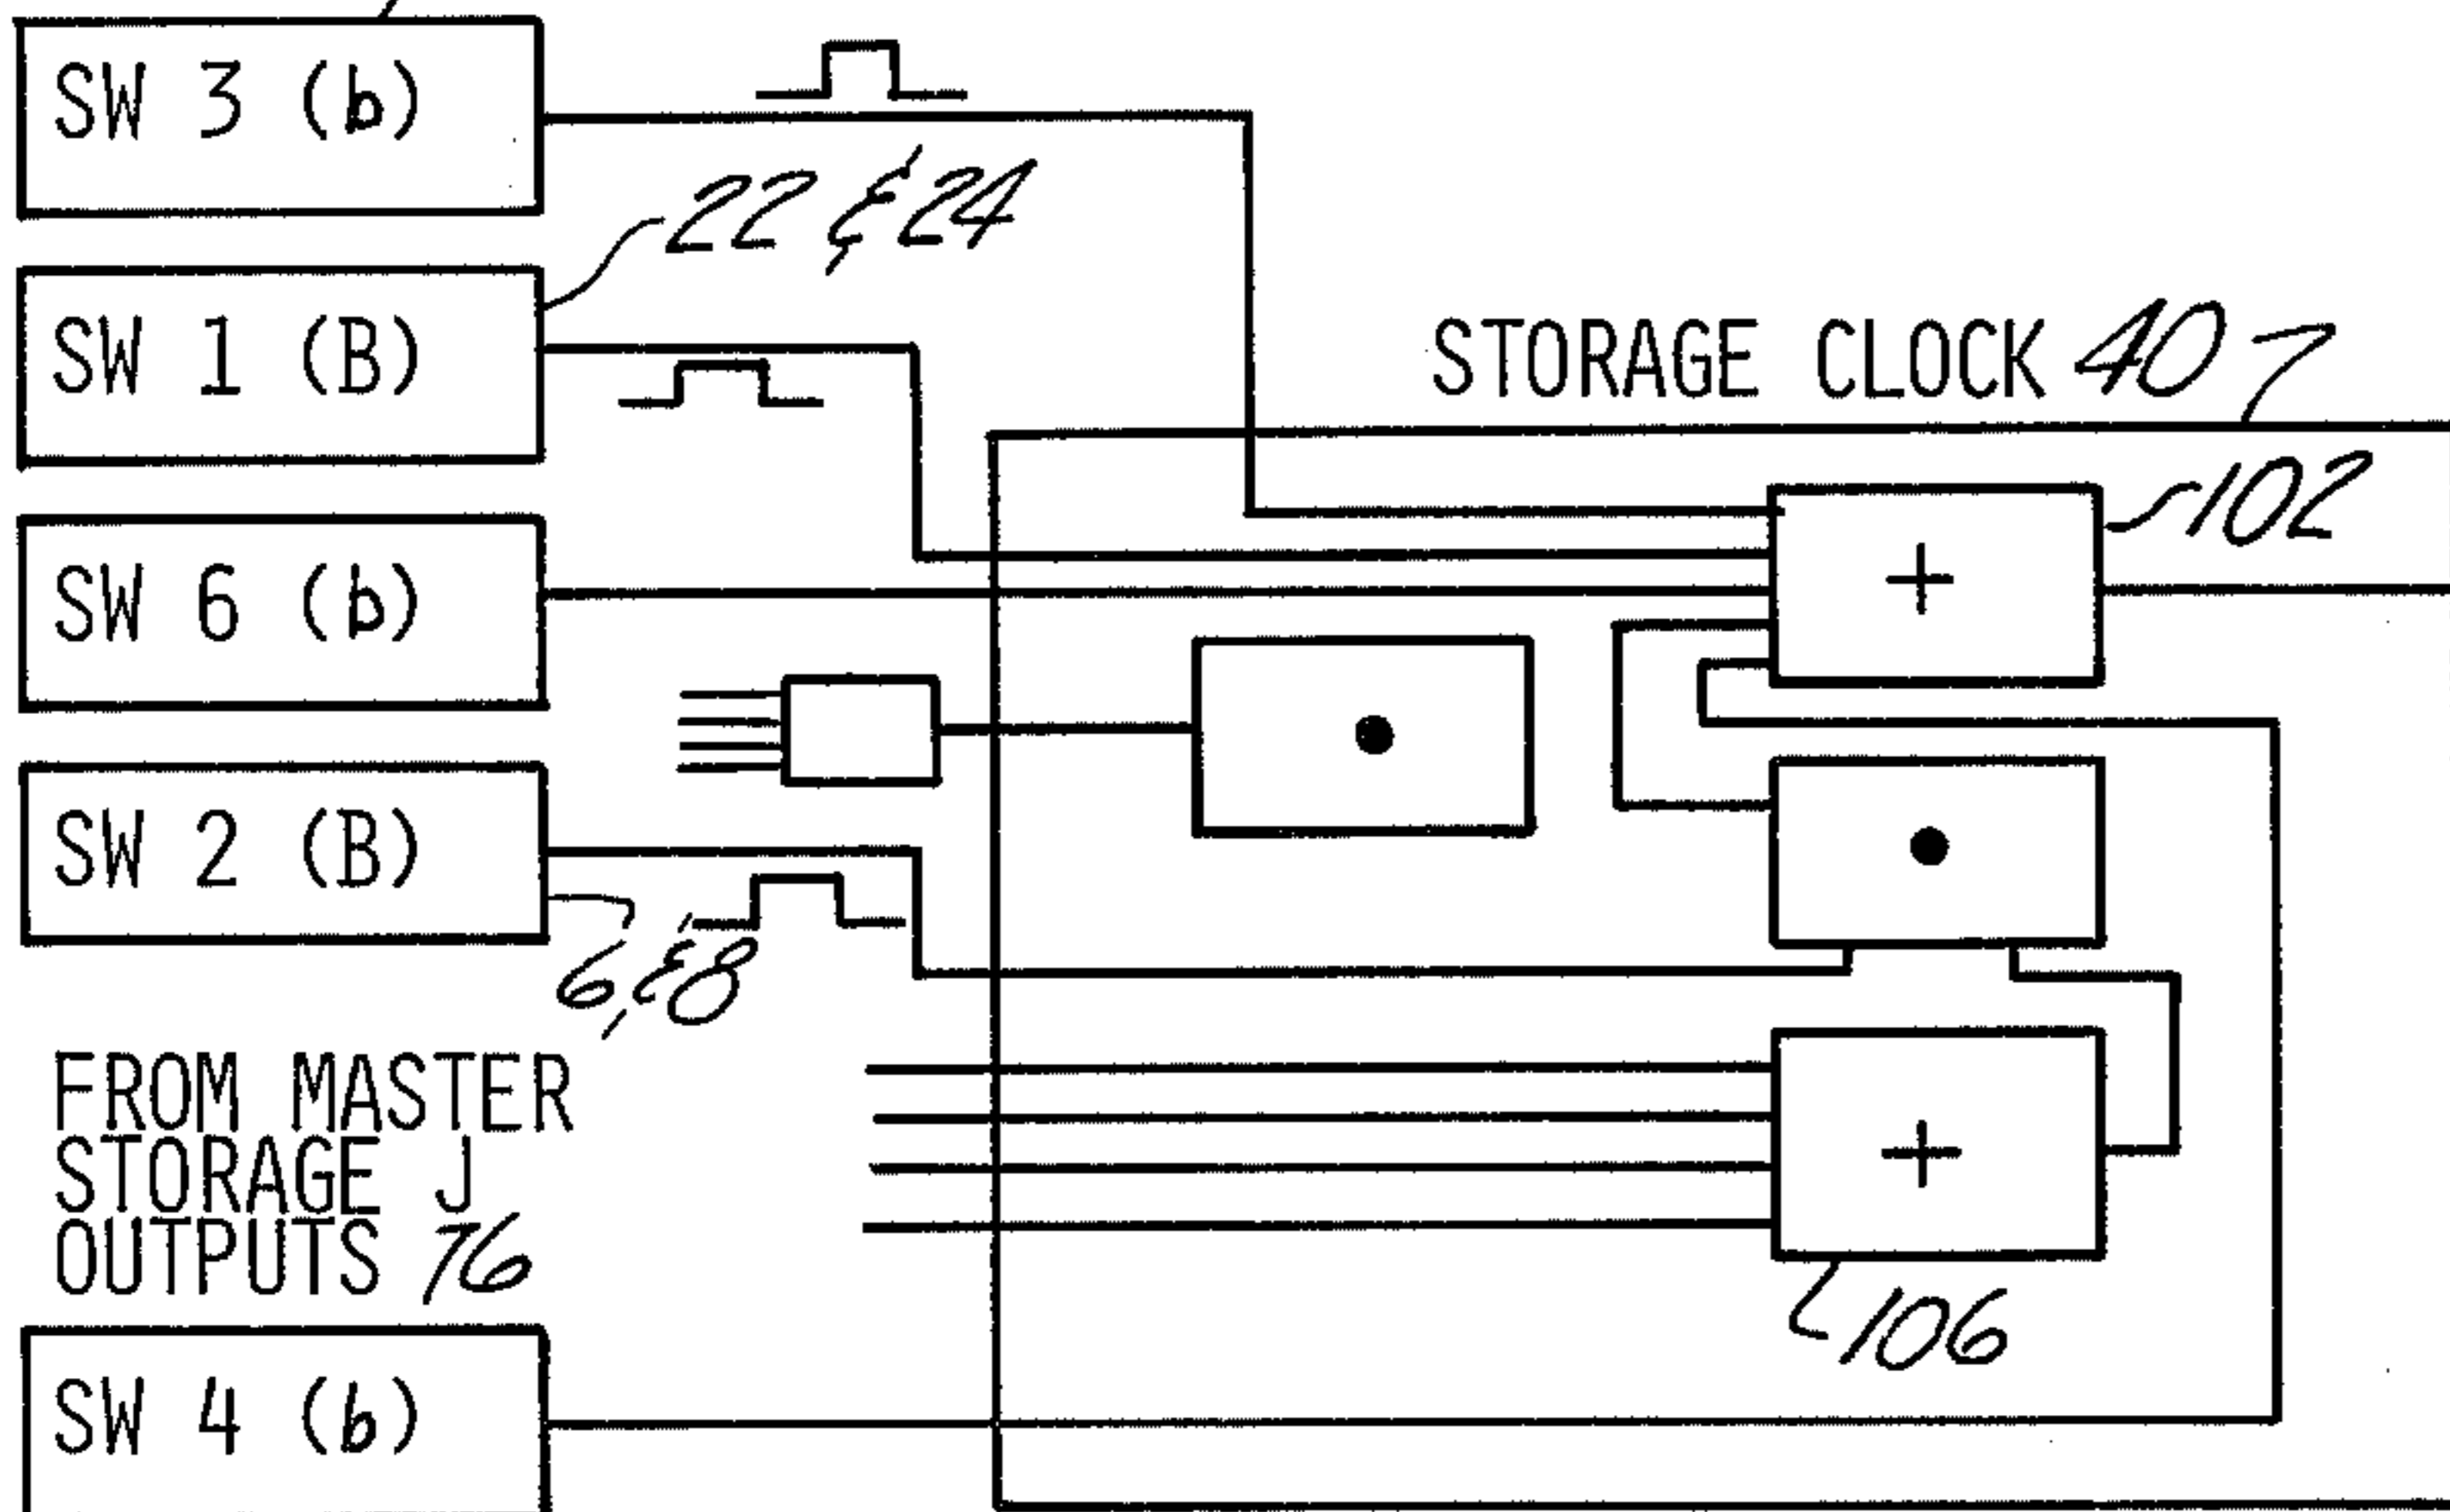 SW 3 (b)
22 & 24
SW 1 (B)
STORAGE CLOCK 40
102
SW 6 (b)
+
SW 2 (B)
6, & 8
FROM MASTER
STORAGE J
OUTPUTS 76
+
106
SW 4 (b)